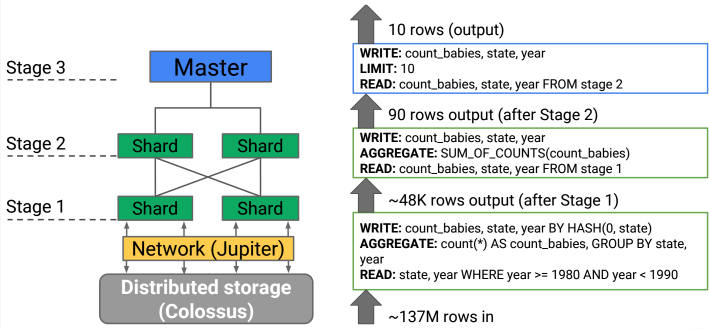 Stage 3
Master
Stage 2
Shard
Shard
Stage 1
Shard
Shard
Network (Jupiter)
Distributed storage
(Colossus)
10 rows (output)
WRITE: count_babies, state, year
LIMIT: 10
READ: count_babies, state, year FROM stage 2
90 rows output (after Stage 2)
WRITE: count_babies, state, year
AGGREGATE: SUM_OF_COUNTS(count_babies)
READ: count_babies, state, year FROM stage 1
~48K rows output (after Stage 1)
WRITE: count_babies, state, year BY HASH(0, state)
AGGREGATE: count(*) AS count_babies, GROUP BY state,
year
READ: state, year WHERE year >= 1980 AND year < 1990
~137M rows in